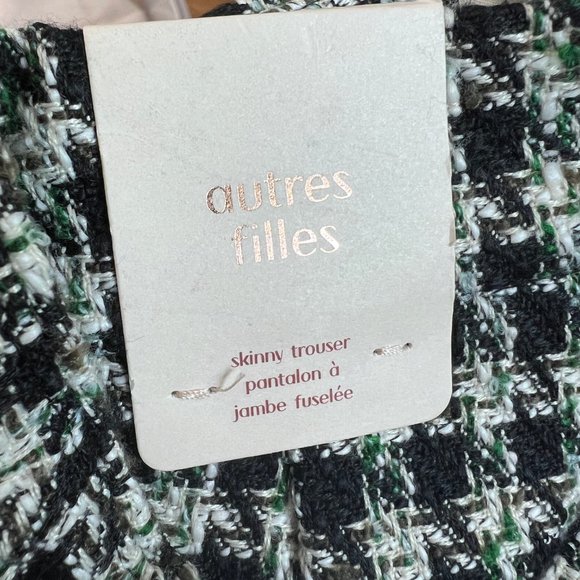 autres
filles
skinny trouser
pantalon à
jambe fuselée